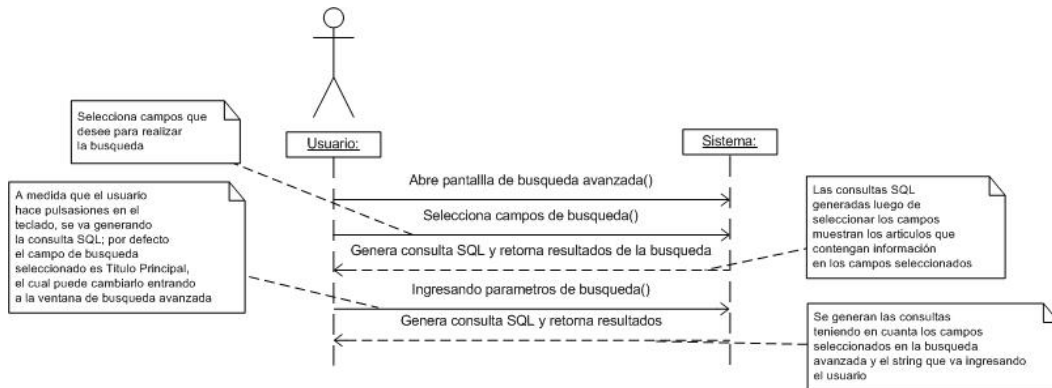 Selecciona campos que
desee para realizar
la busqueda
Usuario:
Sistema:
Abre pantallla de busqueda avanzada()
A medida que el usuario
hace pulsasiones en el
teclado, se va generando
la consulta SQL; por defecto
el campo de busqueda
seleccionado es Titulo Principal,
el cual puede cambiarlo entrando
a la ventana de busqueda avanzada
Selecciona campos de busqueda()
Las consultas SQL
generadas luego de
seleccionar los campos
muestran los articulos que
contengan información
en los campos seleccionados
Genera consulta SQL y retorna resultados de la busqueda
Ingresando parametros de busqueda()
Genera consulta SQL y retorna resultados
Se generan las consultas
teniendo en cuanta los campos
seleccionados en la busqueda
avanzada y el string que va ingresando
el usuario